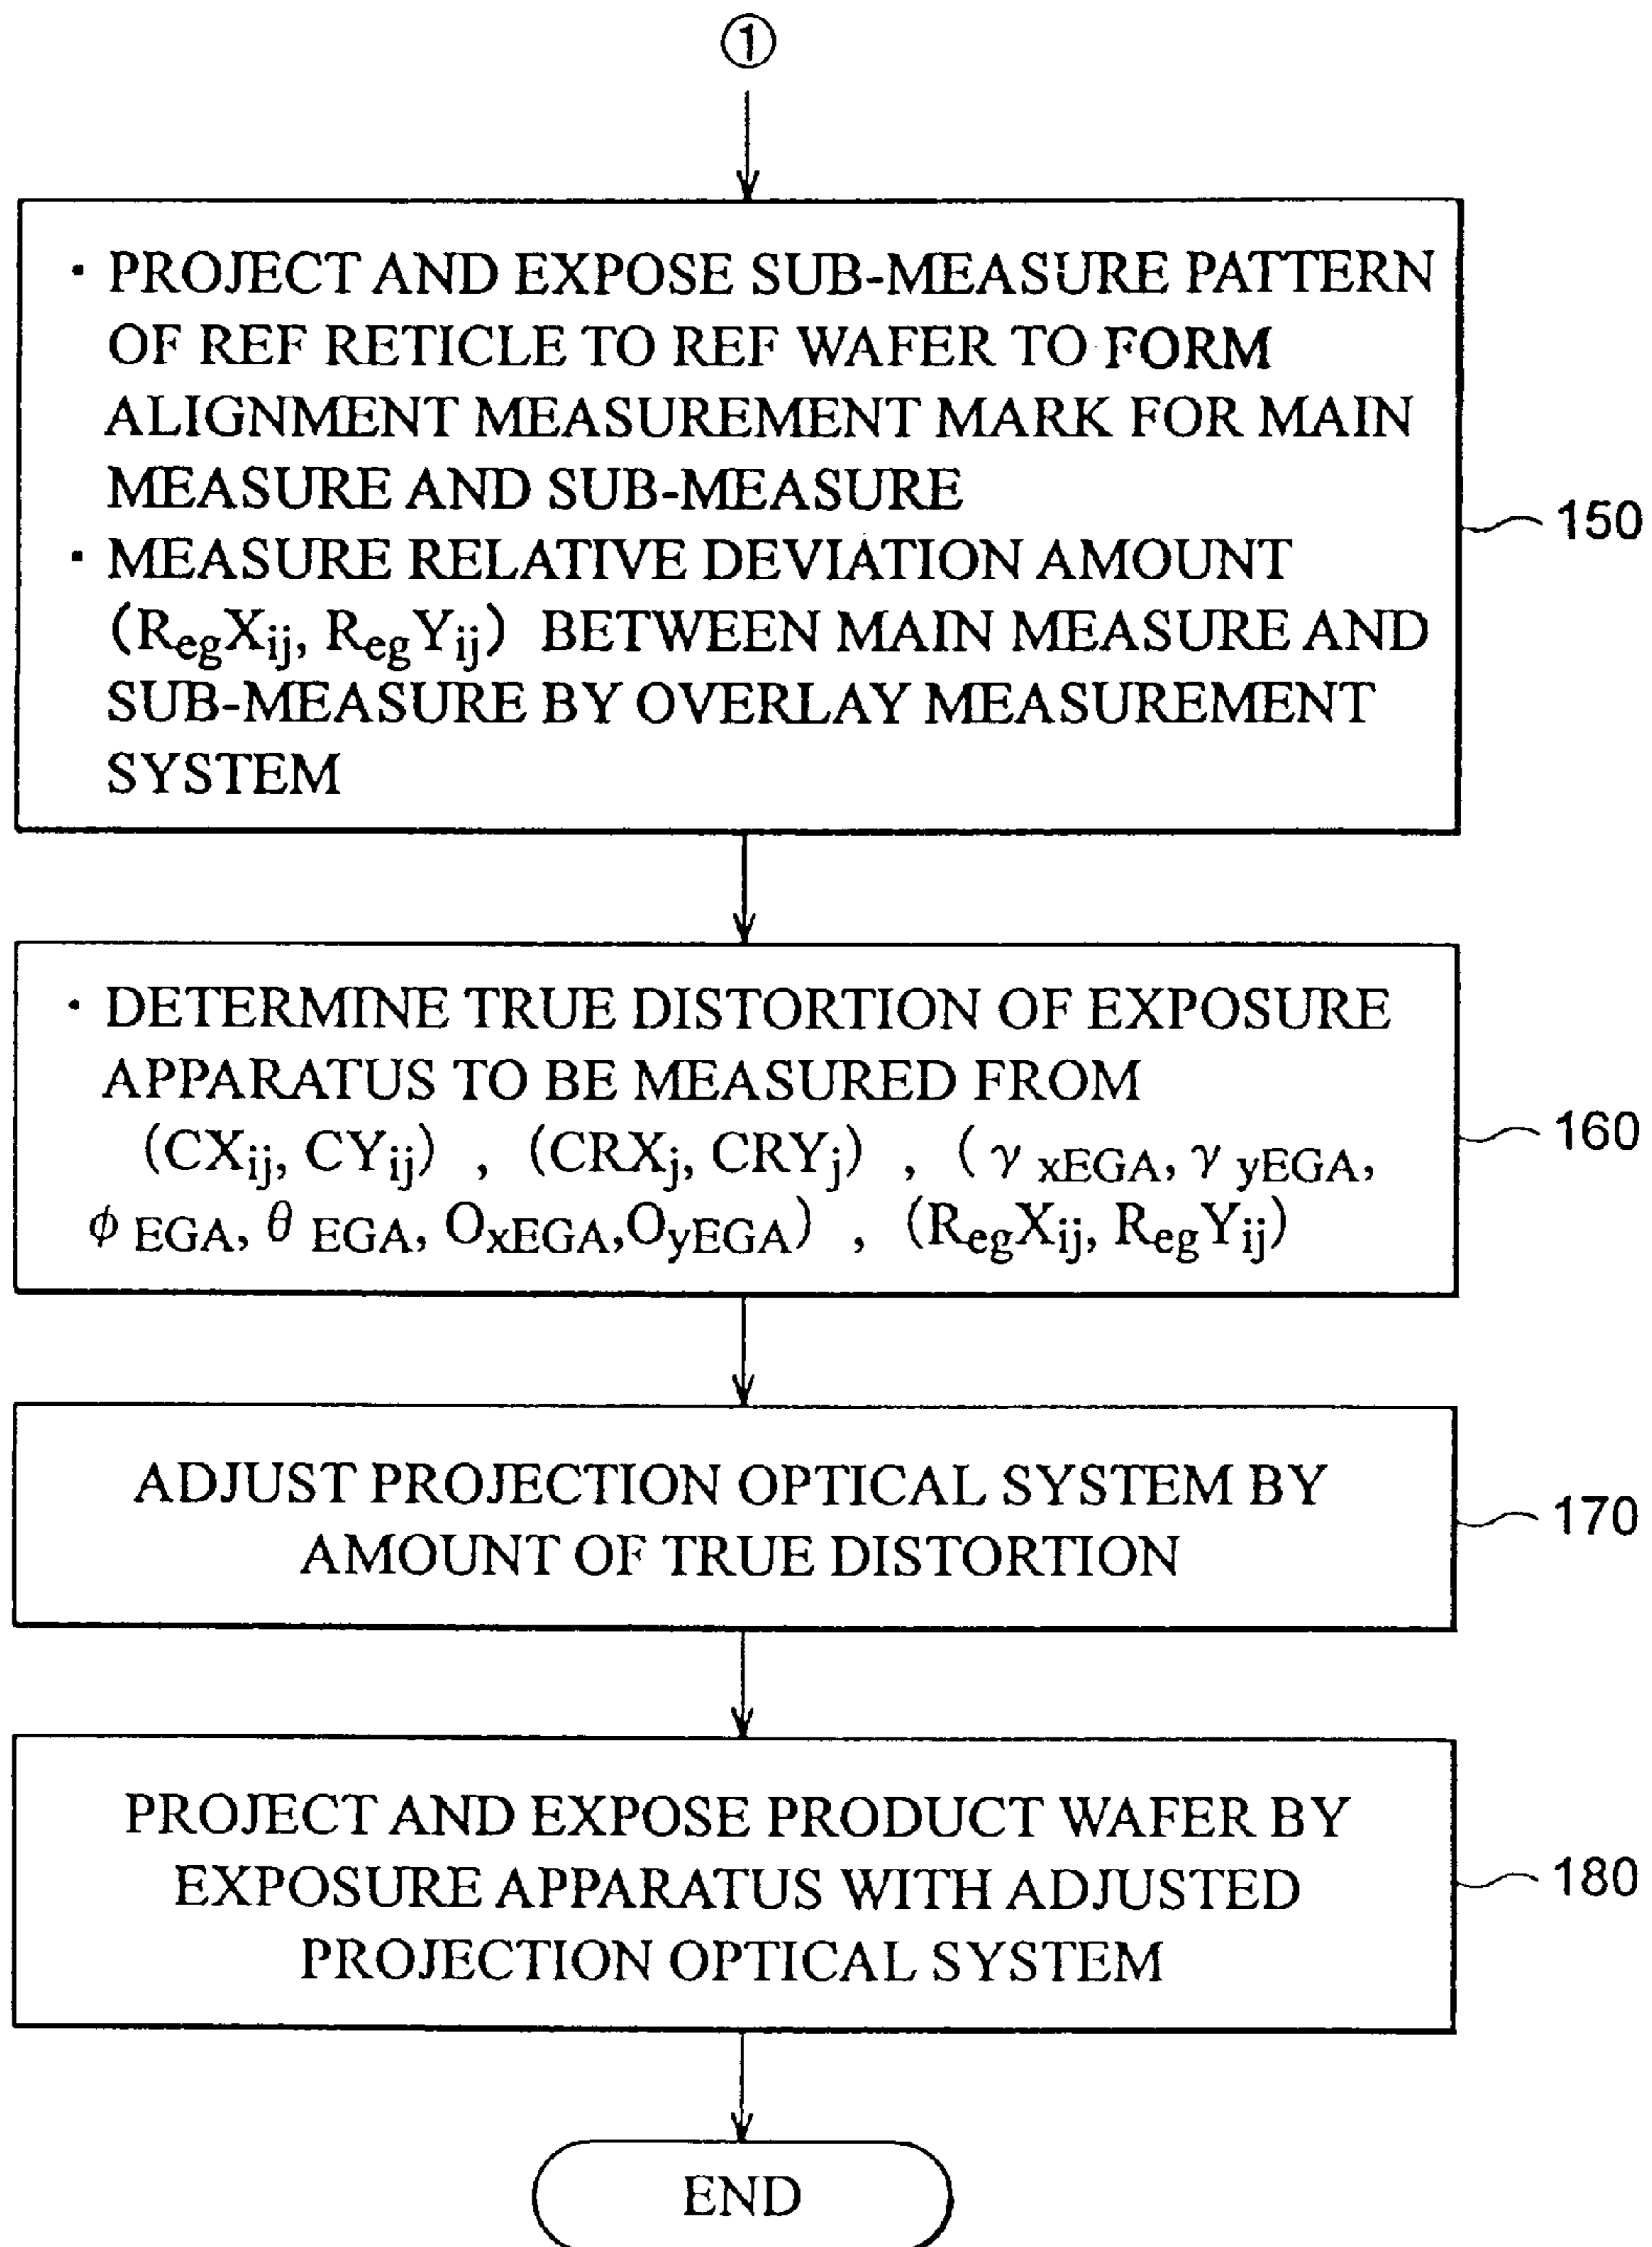 ①
· PROJECT AND EXPOSE SUB-MEASURE PATTERN
OF REF RETICLE TO REF WAFER TO FORM
ALIGNMENT MEASUREMENT MARK FOR MAIN
MEASURE AND SUB-MEASURE
· MEASURE RELATIVE DEVIATION AMOUNT
(RegXij, RegYij) BETWEEN MAIN MEASURE AND
SUB-MEASURE BY OVERLAY MEASUREMENT
SYSTEM
150
· DETERMINE TRUE DISTORTION OF EXPOSURE
APPARATUS TO BE MEASURED FROM
(CXij, CYij) , (CRXj, CRYj) , (γxEGA, γyEGA,
φEGA, θEGA, OxEGA,OyEGA) , (RegXij, RegYij)
160
ADJUST PROJECTION OPTICAL SYSTEM BY
AMOUNT OF TRUE DISTORTION
170
PROJECT AND EXPOSE PRODUCT WAFER BY
EXPOSURE APPARATUS WITH ADJUSTED
PROJECTION OPTICAL SYSTEM
180
END